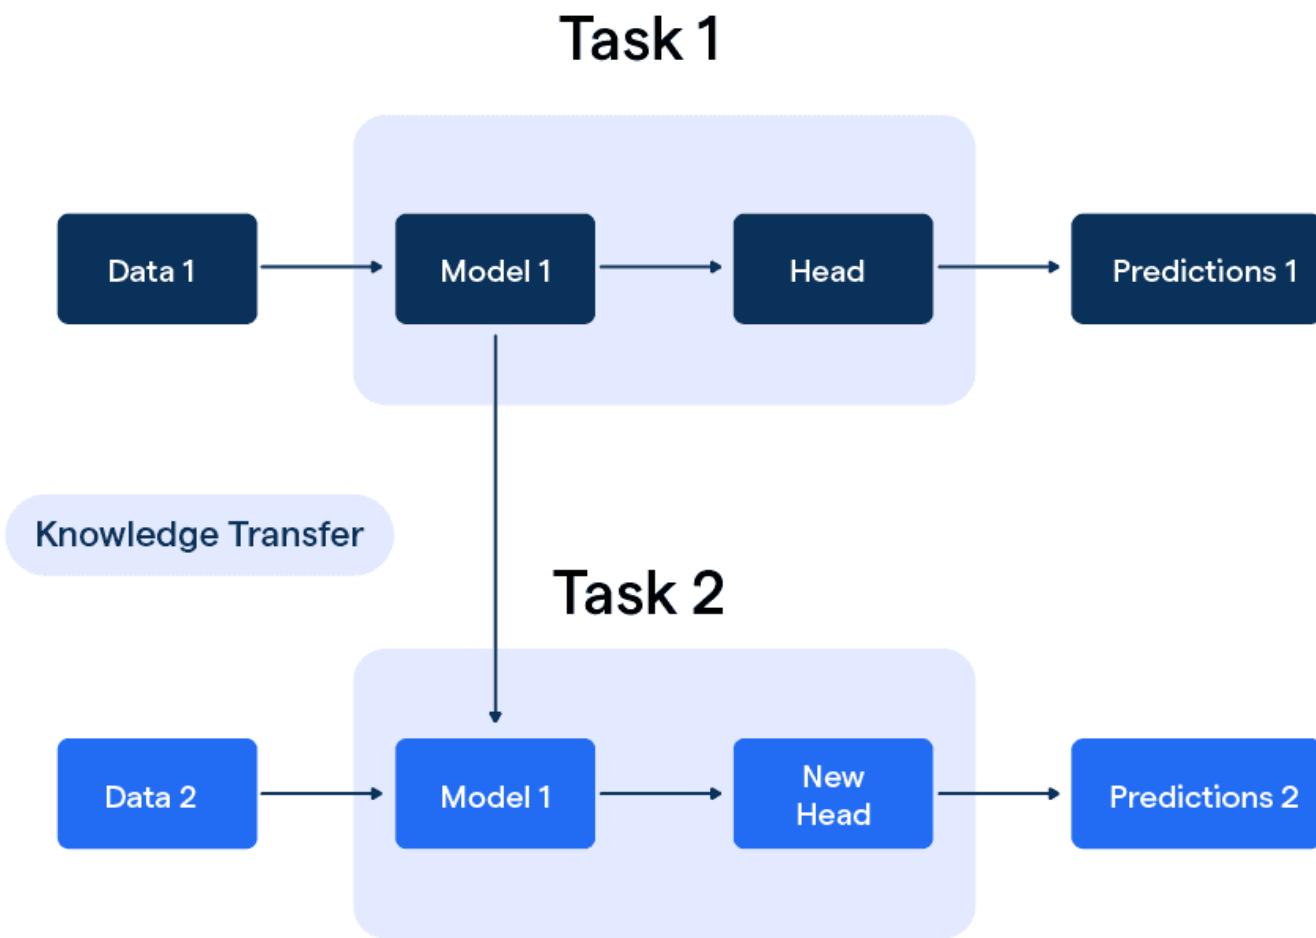 Task 1
Data 1
Model 1
Head
Predictions 1
Knowledge Transfer
Task 2
Data 2
Model 1
New
Head
Predictions 2